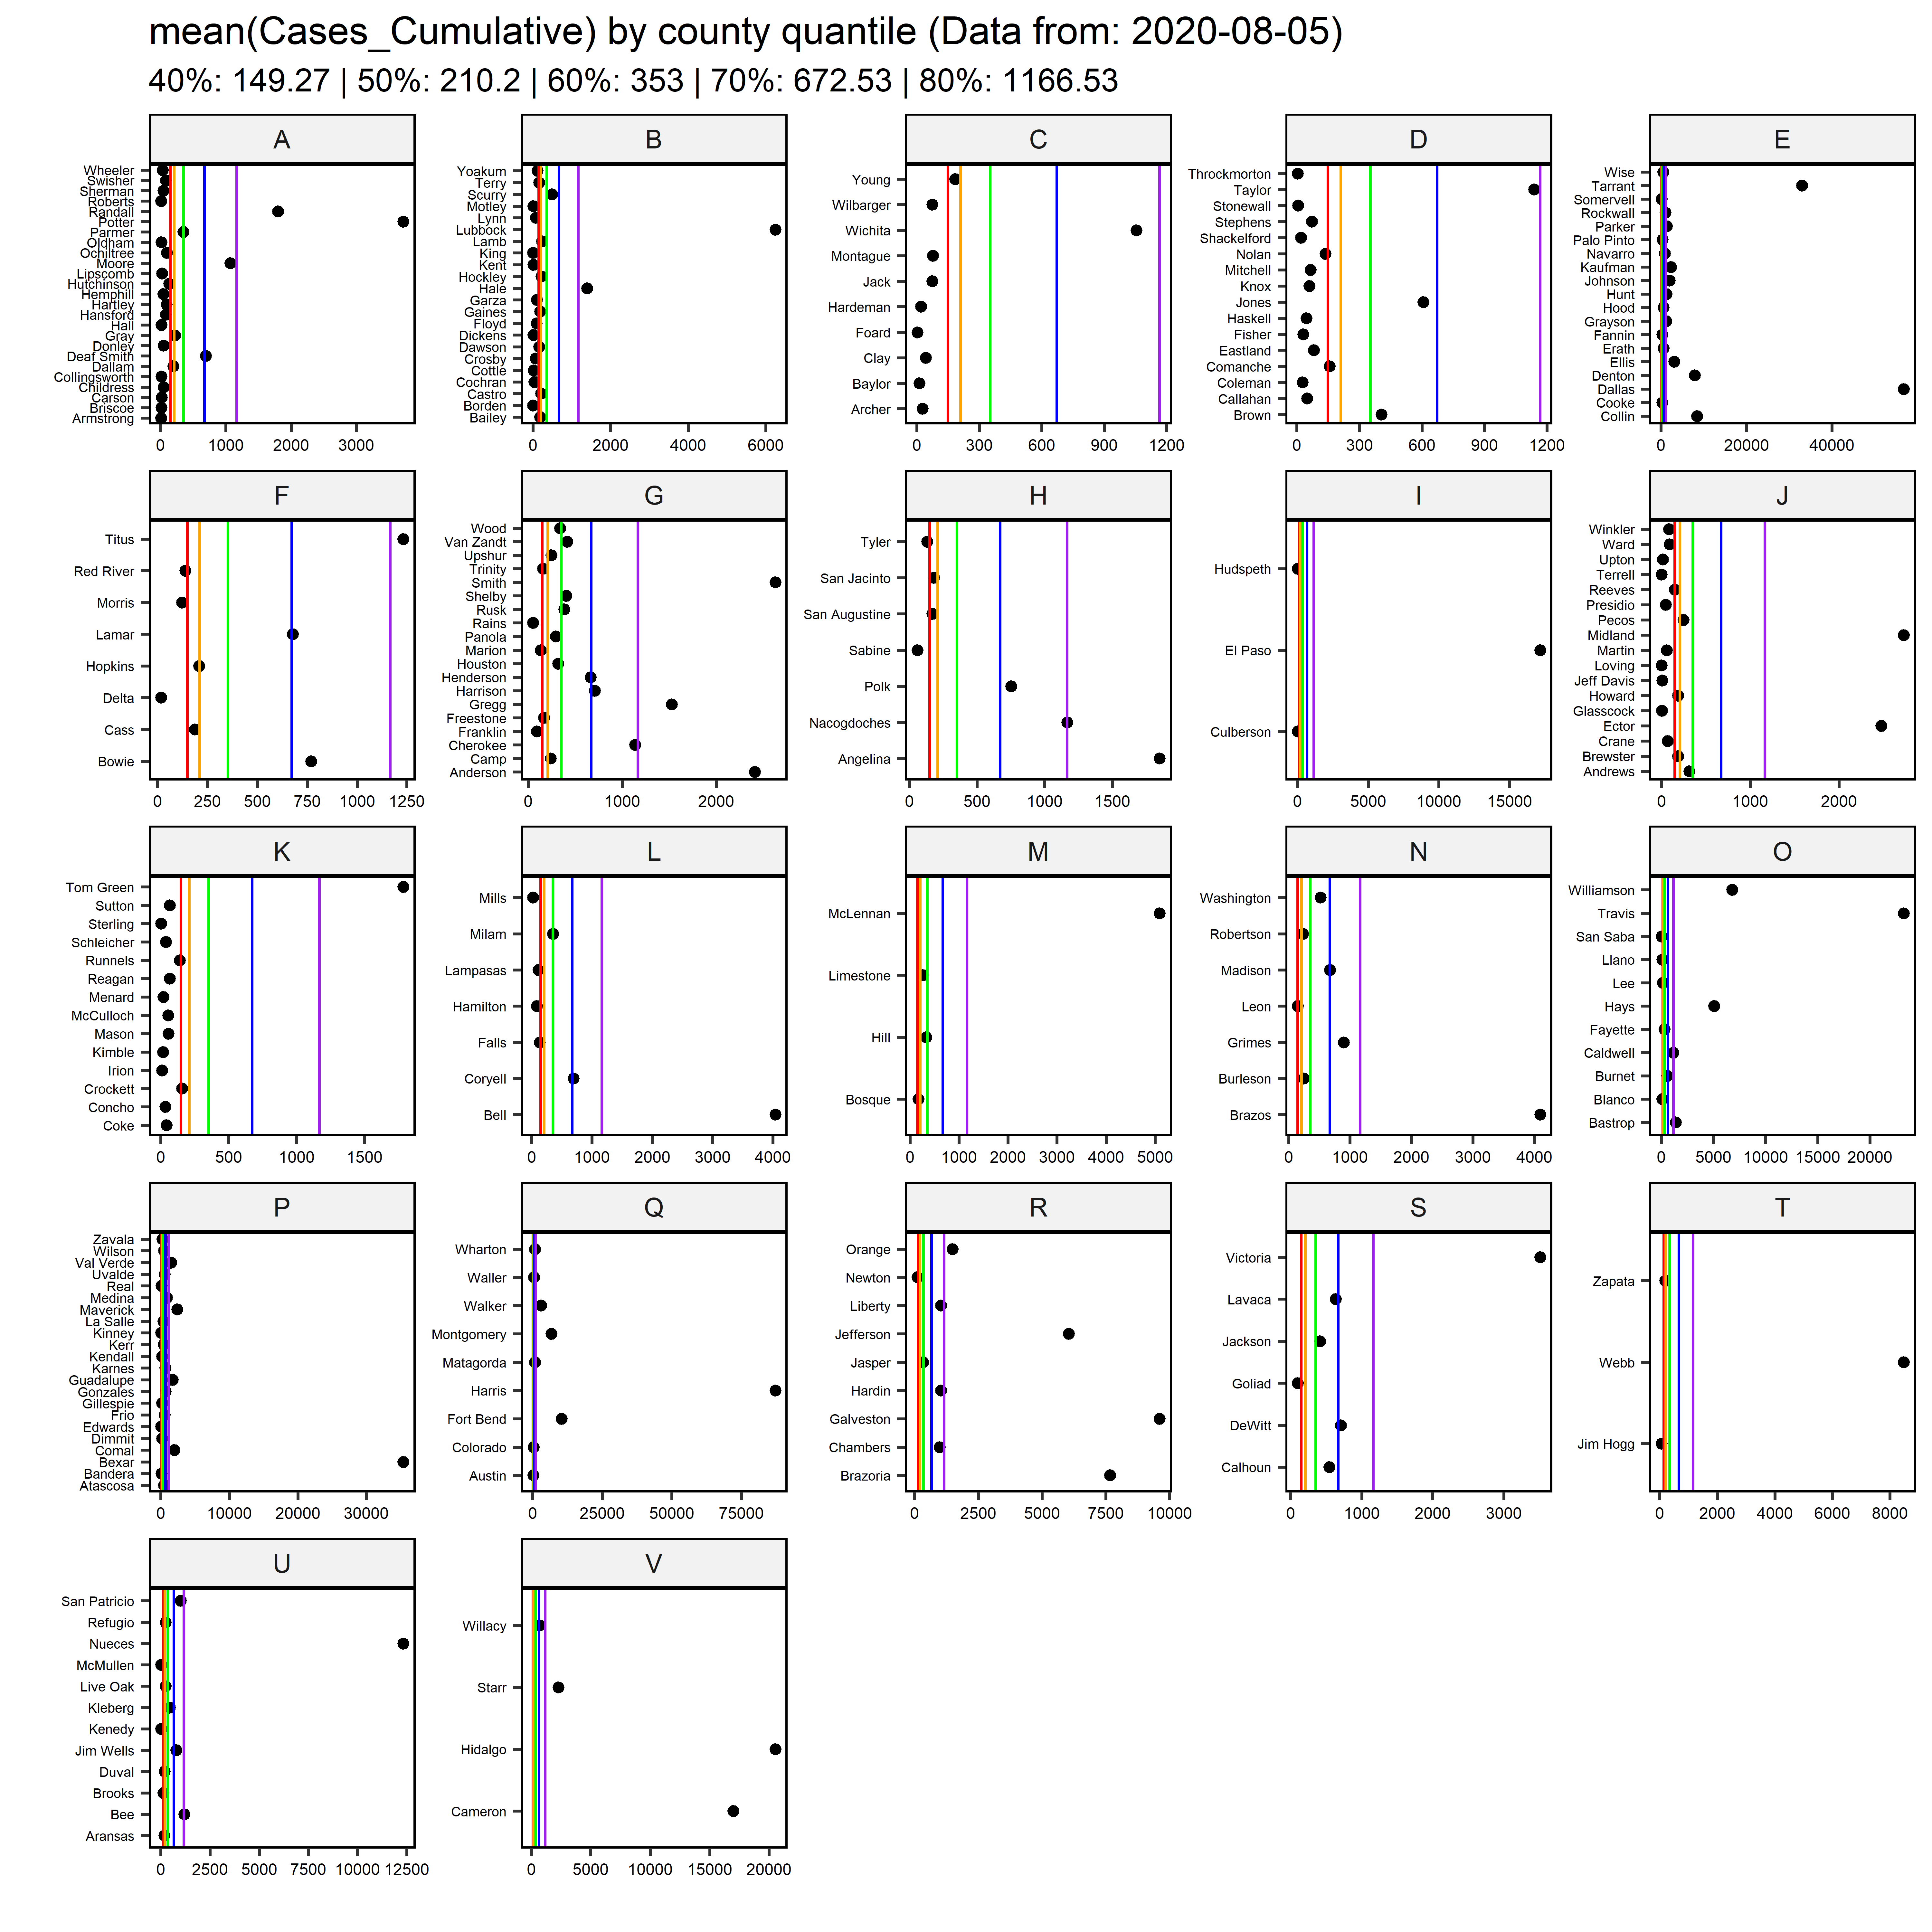 mean(Cases_Cumulative) by county quantile (Data from: 2020-08-05)
40%: 149.27 | 50%: 210.2 | 60%: 353 | 70%: 672.53 | 80%: 1166.53
A
Wheeler
Swisher
Sherman
Roberts
Randall
Potter
Parmer
Oldham
Ochiltree
Moore
Lipscomb
Hutchinson
Hemphill
Hartley
Hansford
Hall
Gray
Donley
Deaf Smith
Dallam
Collingsworth
Childress
Carson
Briscoe
Armstrong
0 1000 2000 3000
B
Yoakum
Terry
Scurry
Motley
Lynn
Lubbock
Lamb
King
Kent
Hockley
Hale
Garza
Gaines
Floyd
Dickens
Dawson
Crosby
Cottle
Cochran
Castro
Borden
Bailey
0 2000 4000 6000
C
Young
Wilbarger
Wichita
Montague
Jack
Hardeman
Foard
Clay
Baylor
Archer
0 300 600 900 1200
D
Throckmorton
Taylor
Stonewall
Stephens
Shackelford
Nolan
Mitchell
Knox
Jones
Haskell
Fisher
Eastland
Comanche
Coleman
Callahan
Brown
0 300 600 900 1200
E
Wise
Tarrant
Somervell
Rockwall
Parker
Palo Pinto
Navarro
Kaufman
Johnson
Hunt
Hood
Grayson
Fannin
Erath
Ellis
Denton
Dallas
Cooke
Collin
0 20000 40000
F
Titus
Red River
Morris
Lamar
Hopkins
Delta
Cass
Bowie
0 250 500 750 1000 1250
G
Wood
Van Zandt
Upshur
Trinity
Smith
Shelby
Rusk
Rains
Panola
Marion
Houston
Henderson
Harrison
Gregg
Freestone
Franklin
Cherokee
Camp
Anderson
0 1000 2000
H
Tyler
San Jacinto
San Augustine
Sabine
Polk
Nacogdoches
Angelina
0 500 1000 1500
I
Hudspeth
El Paso
Culberson
0 5000 10000 15000
J
Winkler
Ward
Upton
Terrell
Reeves
Presidio
Pecos
Midland
Martin
Loving
Jeff Davis
Howard
Glasscock
Ector
Crane
Brewster
Andrews
0 1000 2000
K
Tom Green
Sutton
Sterling
Schleicher
Runnels
Reagan
Menard
McCulloch
Mason
Kimble
Irion
Crockett
Concho
Coke
0 500 1000 1500
L
Mills
Milam
Lampasas
Hamilton
Falls
Coryell
Bell
0 1000 2000 3000 4000
M
McLennan
Limestone
Hill
Bosque
0 1000 2000 3000 4000 5000
N
Washington
Robertson
Madison
Leon
Grimes
Burleson
Brazos
0 1000 2000 3000 4000
O
Williamson
Travis
San Saba
Llano
Lee
Hays
Fayette
Caldwell
Burnet
Blanco
Bastrop
0 5000 10000 15000 20000
P
Zavala
Wilson
Val Verde
Uvalde
Real
Medina
Maverick
La Salle
Kinney
Kerr
Kendall
Karnes
Guadalupe
Gonzales
Gillespie
Frio
Edwards
Dimmit
Comal
Bexar
Bandera
Atascosa
0 10000 20000 30000
Q
Wharton
Waller
Walker
Montgomery
Matagorda
Harris
Fort Bend
Colorado
Austin
0 25000 50000 75000
R
Orange
Newton
Liberty
Jefferson
Jasper
Hardin
Galveston
Chambers
Brazoria
0 2500 5000 7500 10000
S
Victoria
Lavaca
Jackson
Goliad
DeWitt
Calhoun
0 1000 2000 3000
T
Zapata
Webb
Jim Hogg
0 2000 4000 6000 8000
U
San Patricio
Refugio
Nueces
McMullen
Live Oak
Kleberg
Kenedy
Jim Wells
Duval
Brooks
Bee
Aransas
0 2500 5000 7500 10000 12500
V
Willacy
Starr
Hidalgo
Cameron
0 5000 10000 15000 20000